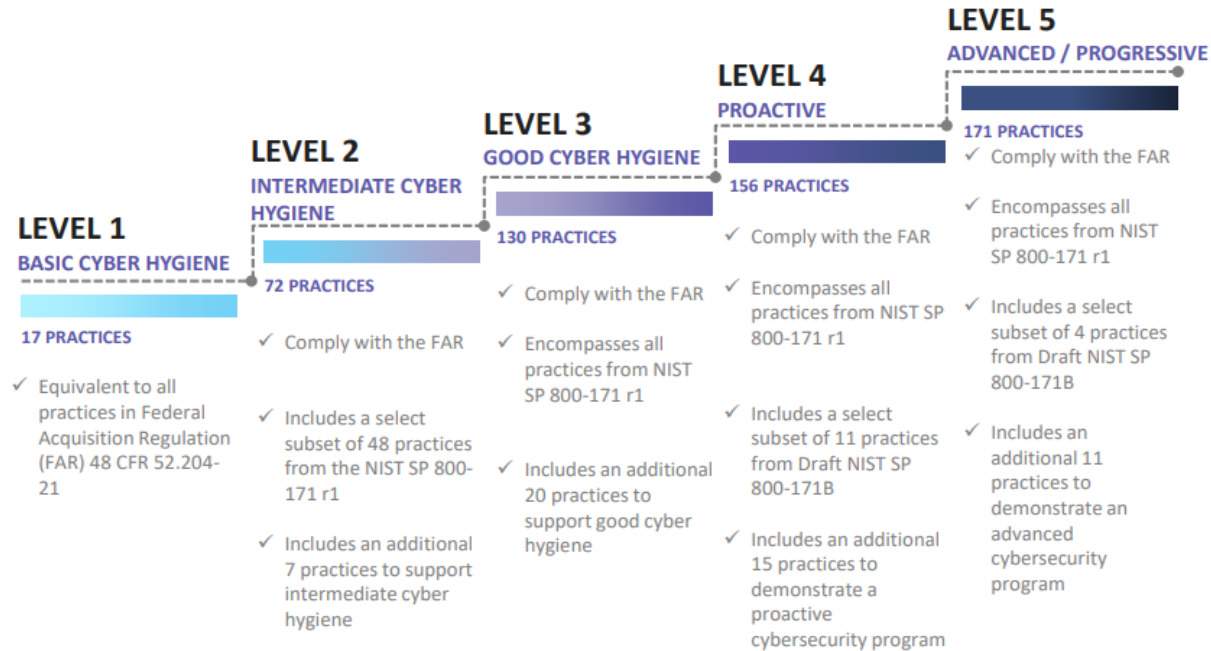 LEVEL 1
BASIC CYBER HYGIENE
17 PRACTICES
✓ Equivalent to all
practices in Federal
Acquisition Regulation
(FAR) 48 CFR 52.204-
21
LEVEL 2
INTERMEDIATE CYBER
HYGIENE
72 PRACTICES
✓ Comply with the FAR
✓ Includes a select
subset of 48 practices
from the NIST SP 800-
171 r1
✓ Includes an additional
7 practices to support
intermediate cyber
hygiene
LEVEL 3
GOOD CYBER HYGIENE
130 PRACTICES
✓ Comply with the FAR
✓ Encompasses all
practices from NIST
SP 800-171 r1
✓ Includes an additional
20 practices to
support good cyber
hygiene
LEVEL 4
PROACTIVE
156 PRACTICES
✓ Comply with the FAR
✓ Encompasses all
practices from NIST SP
800-171 r1
✓ Includes a select
subset of 11 practices
from Draft NIST SP
800-171B
✓ Includes an additional
15 practices to
demonstrate a
proactive
cybersecurity program
LEVEL 5
ADVANCED / PROGRESSIVE
171 PRACTICES
✓ Comply with the FAR
✓ Encompasses all
practices from NIST
SP 800-171 r1
✓ Includes a select
subset of 4 practices
from Draft NIST SP
800-171B
✓ Includes an
additional 11
practices to
demonstrate an
advanced
cybersecurity
program